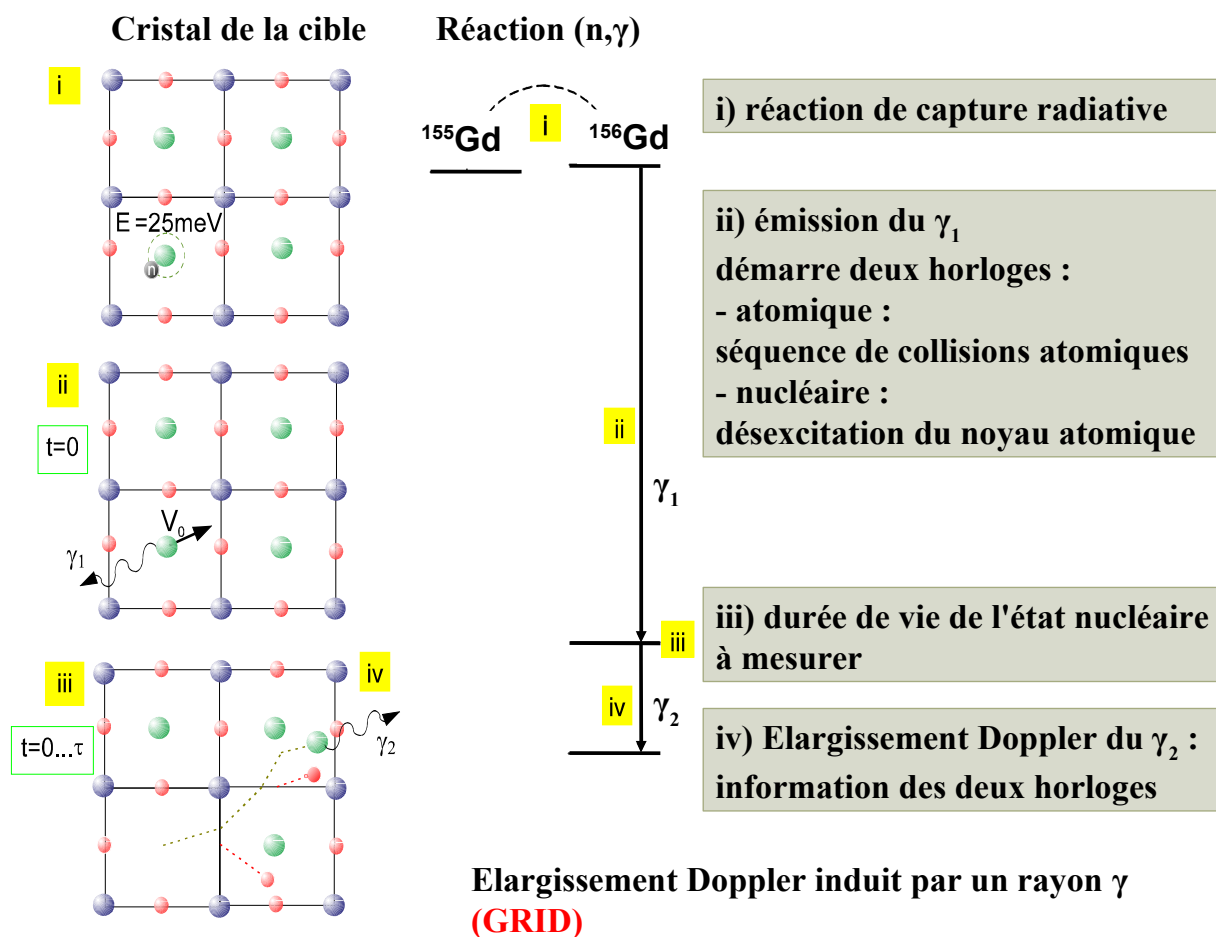 Cristal de la cible
Réaction (n,γ)
i
E =25meV
n
ii
t=0
V₀
γ₁
iii
iv
t=0...τ
γ₂
i
¹⁵⁵Gd
¹⁵⁶Gd
ii
γ₁
iii
iv
γ₂
i) réaction de capture radiative
ii) émission du γ₁
démarre deux horloges :
- atomique :
séquence de collisions atomiques
- nucléaire :
désexcitation du noyau atomique
iii) durée de vie de l'état nucléaire
à mesurer
iv) Elargissement Doppler du γ₂ :
information des deux horloges
Elargissement Doppler induit par un rayon γ
(GRID)